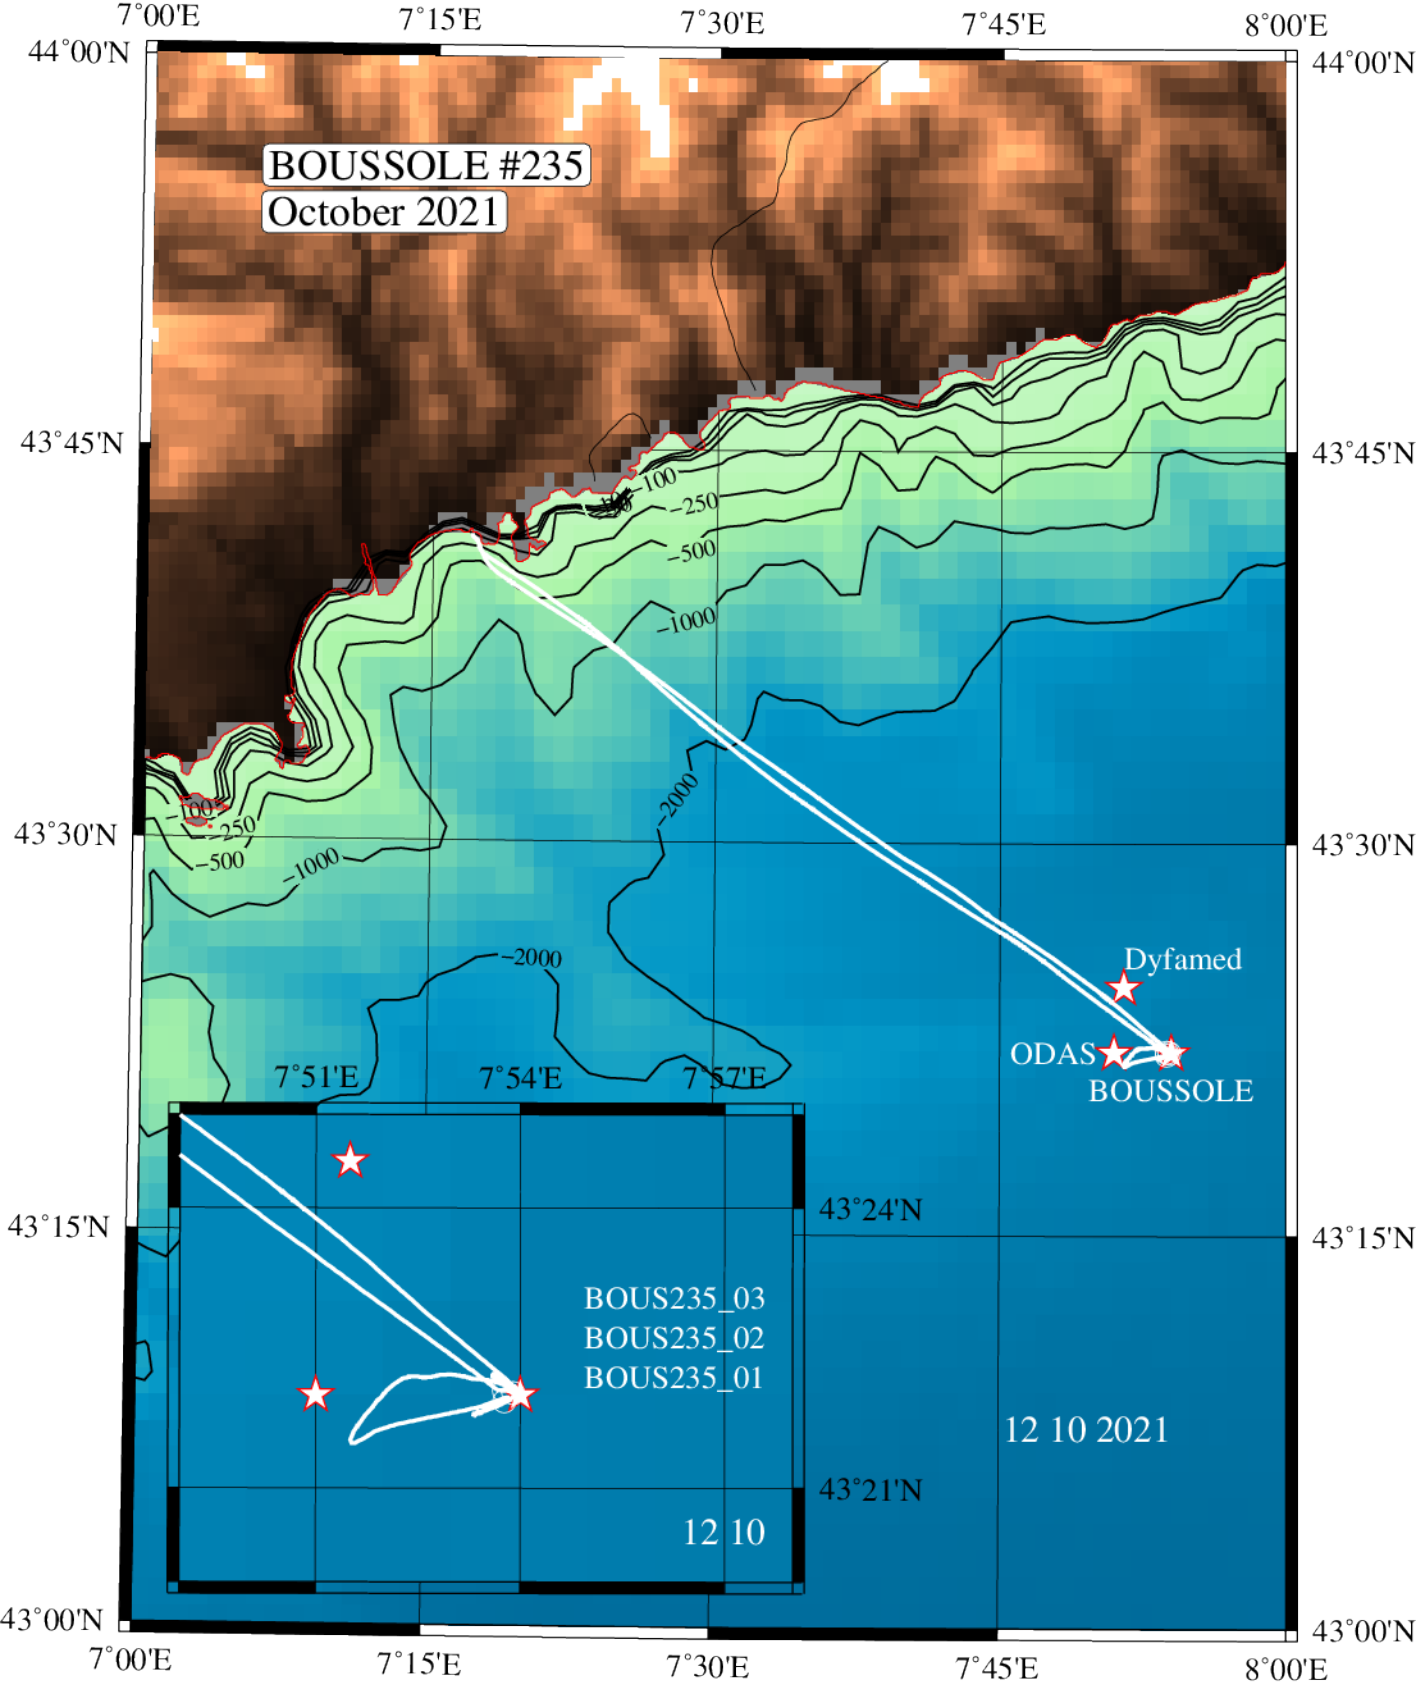 7°00'E 7°15'E 7°30'E 7°45'E 8°00'E
44°00'N 44°00'N
BOUSSOLE #235
October 2021
43°45'N 43°45'N
−100
−250
−500
−1000
−2000
43°30'N 43°30'N
−100
−250
−500
−1000
−2000
Dyfamed
ODAS
BOUSSOLE
7°51'E 7°54'E 7°57'E
43°24'N
43°15'N 43°15'N
BOUS235_03
BOUS235_02
BOUS235_01
12 10 2021
43°21'N
12 10
43°00'N 43°00'N
7°00'E 7°15'E 7°30'E 7°45'E 8°00'E